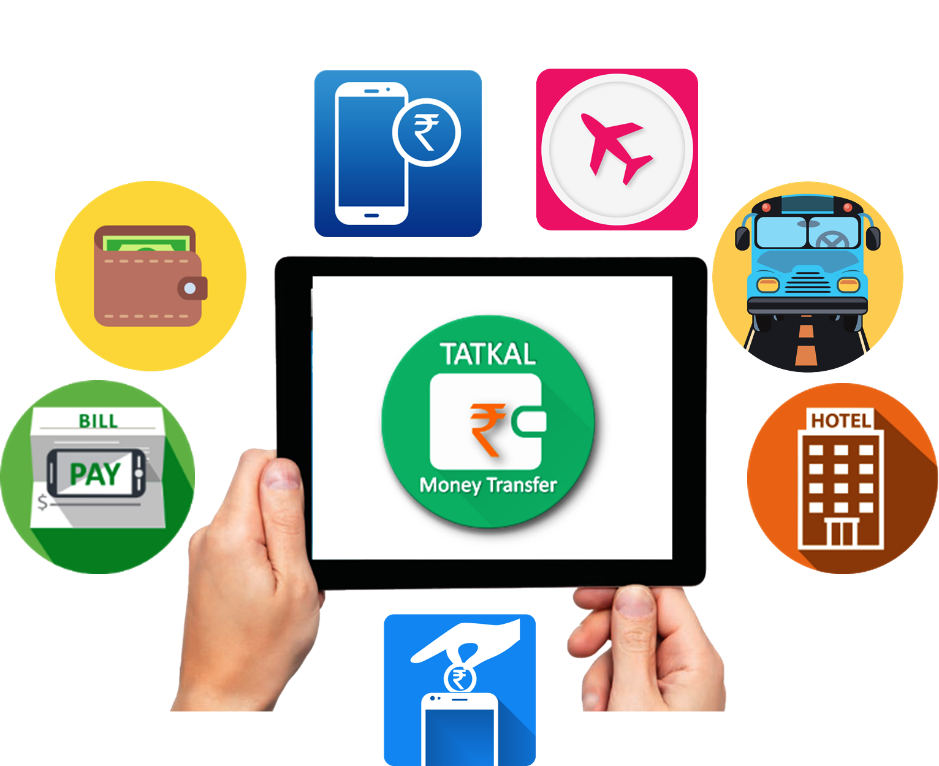 ₹
TATKAL
₹
Money Transfer
BILL
PAY
$
HOTEL
₹